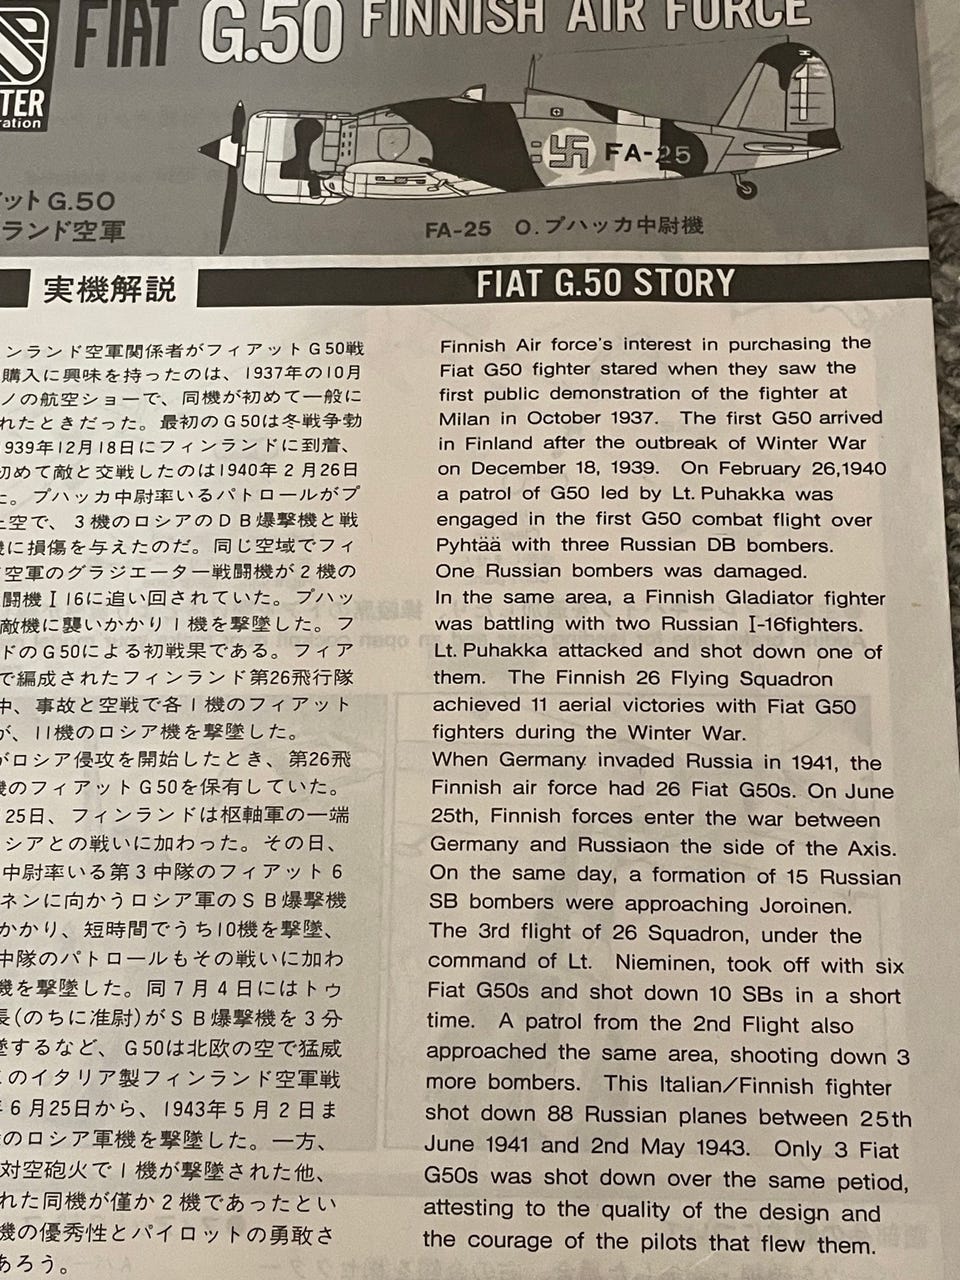 FIAT G.50 FINNISH AIR FORCE
TER
ration
ット G.50
ランド空軍
FA-25
FA-25 O.プハッカ中尉機
実機解説
FIAT G.50 STORY
ンランド空軍関係者がフィアットG50戦
購入に興味を持ったのは、1937年の10月
ノの航空ショーで、同機が初めて一般に
れたときだった。最初のG50は冬戦争勃
939年12月18日にフィンランドに到着、
初めて敵と交戦したのは1940年2月26日
た。プハッカ中尉率いるパトロールがプ
上空で、3機のロシアのDB爆撃機と戦
機に損傷を与えたのだ。同じ空域でフィ
空軍のグラジエーター戦闘機が2機の
闘機I16に追い回されていた。プハッ
敵機に襲いかかり1機を撃墜した。フ
ドのG50による初戦果である。フィア
で編成されたフィンランド第26飛行隊
中、事故と空戦で各1機のフィアット
が、11機のロシア機を撃墜した。
がロシア侵攻を開始したとき、第26飛
機のフィアットG50を保有していた。
25日、フィンランドは枢軸軍の一端
シアとの戦いに加わった。その日、
中尉率いる第3中隊のフィアット6
ネンに向かうロシア軍のSB爆撃機
かかり、短時間でうち10機を撃墜、
中隊のパトロールもその戦いに加わ
機を撃墜した。同7月4日にはトゥ
長(のちに准尉)がSB爆撃機を3分
墜するなど、G50は北欧の空で猛威
このイタリア製フィンランド空軍戦
年6月25日から、1943年5月2日ま
のロシア軍機を撃墜した。一方、
対空砲火で1機が撃墜された他、
れた同機が僅か2機であったとい
機の優秀性とパイロットの勇敢さ
あろう。
Finnish Air force's interest in purchasing the
Fiat G50 fighter stared when they saw the
first public demonstration of the fighter at
Milan in October 1937. The first G50 arrived
in Finland after the outbreak of Winter War
on December 18, 1939. On February 26,1940
a patrol of G50 led by Lt. Puhakka was
engaged in the first G50 combat flight over
Pyhtää with three Russian DB bombers.
One Russian bombers was damaged.
In the same area, a Finnish Gladiator fighter
was battling with two Russian I-16fighters.
Lt. Puhakka attacked and shot down one of
them. The Finnish 26 Flying Squadron
achieved 11 aerial victories with Fiat G50
fighters during the Winter War.
When Germany invaded Russia in 1941, the
Finnish air force had 26 Fiat G50s. On June
25th, Finnish forces enter the war between
Germany and Russiaon the side of the Axis.
On the same day, a formation of 15 Russian
SB bombers were approaching Joroinen.
The 3rd flight of 26 Squadron, under the
command of Lt. Nieminen, took off with six
Fiat G50s and shot down 10 SBs in a short
time. A patrol from the 2nd Flight also
approached the same area, shooting down 3
more bombers. This Italian/Finnish fighter
shot down 88 Russian planes between 25th
June 1941 and 2nd May 1943. Only 3 Fiat
G50s was shot down over the same petiod,
attesting to the quality of the design and
the courage of the pilots that flew them.